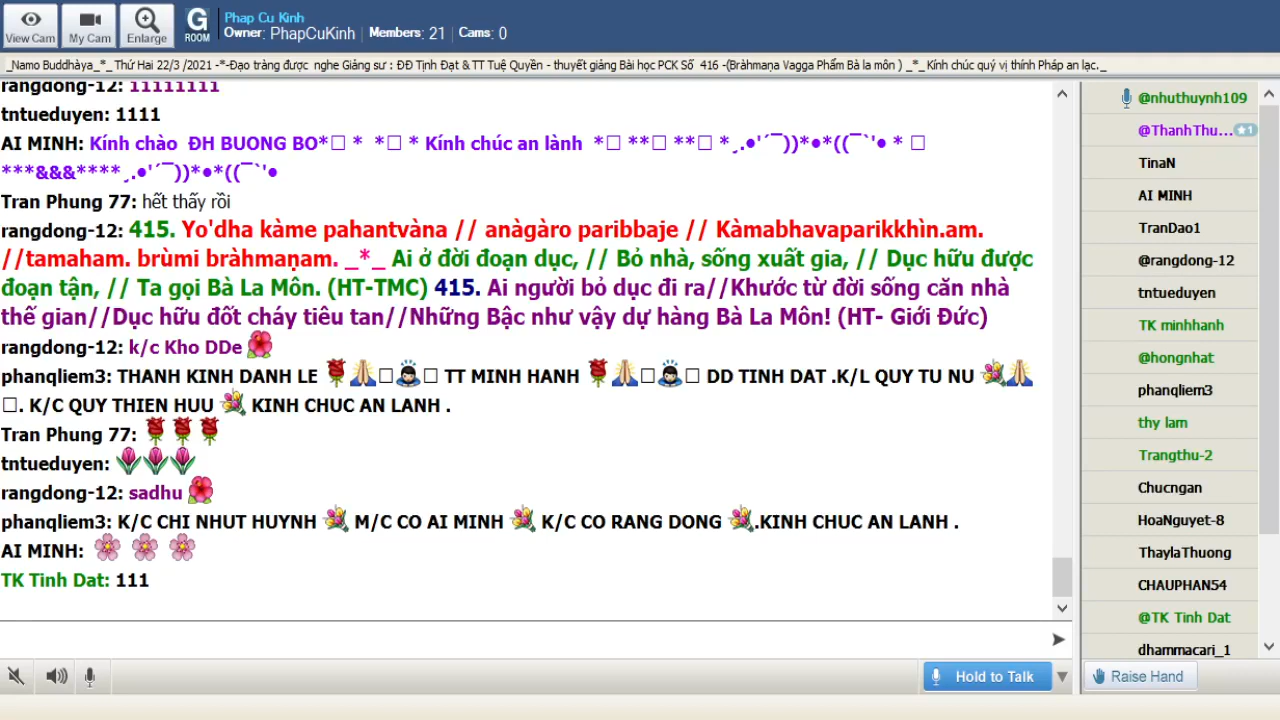 View Cam
My Cam
Enlarge
G
ROOM
Phap Cu Kinh
Owner: PhapCuKinh | Members: 21 | Cams: 0
_Namo Buddhàya_*_ Thứ Hai 22/3 /2021 -*-Đạo tràng được nghe Giảng sư : ĐĐ Tịnh Đạt & TT Tuệ Quyền - thuyết giảng Bài học PCK Số 416 -(Bràhmaṇa Vagga Phẩm Bà la môn ) _*_ Kính chúc quý vị thính Pháp an lạc._
rangdong-12: 11111111
tntueduyen: 1111
AI MINH: Kính chào ĐH BUONG BO*□ * *□ * Kính chúc an lành *□ **□ **□ *¸.•'´¯))*•*((¯`'• * □
***&&&****¸.•'´¯))*•*((¯`'•
Tran Phung 77: hết thấy rồi
rangdong-12: 415. Yo'dha kàme pahantvàna // anàgàro paribbaje // Kàmabhavaparikkhìn.am.
//tamaham. brùmi bràhmaṇam. _*_ Ai ở đời đoạn dục, // Bỏ nhà, sống xuất gia, // Dục hữu được
đoạn tận, // Ta gọi Bà La Môn. (HT-TMC) 415. Ai người bỏ dục đi ra//Khước từ đời sống căn nhà
thế gian//Dục hữu đốt cháy tiêu tan//Những Bậc như vậy dự hàng Bà La Môn! (HT- Giới Đức)
rangdong-12: k/c Kho DDe 🌺
phanqliem3: THANH KINH DANH LE 🌹🙏□🙇□ TT MINH HANH 🌹🙏□🙇□ DD TINH DAT .K/L QUY TU NU 💐🙏
□. K/C QUY THIEN HUU 💐 KINH CHUC AN LANH .
Tran Phung 77: 🌹🌹🌹
tntueduyen: 🌷🌷🌷
rangdong-12: sadhu 🌺
phanqliem3: K/C CHI NHUT HUYNH 💐 M/C CO AI MINH 💐 K/C CO RANG DONG 💐.KINH CHUC AN LANH .
AI MINH: 🌸 🌸 🌸
TK Tinh Dat: 111
Hold to Talk
@nhuthuynh109
@ThanhThu... ★1
TinaN
AI MINH
TranDao1
@rangdong-12
tntueduyen
TK minhhanh
@hongnhat
phanqliem3
thy lam
Trangthu-2
Chucngan
HoaNguyet-8
ThaylaThuong
CHAUPHAN54
@TK Tinh Dat
dhammacari_1
Raise Hand